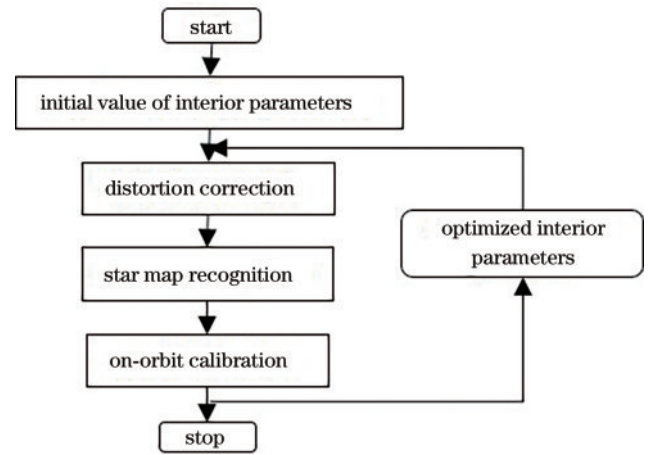 start
initial value of interior parameters
distortion correction
optimized interior
parameters
star map recognition
on-orbit calibration
stop